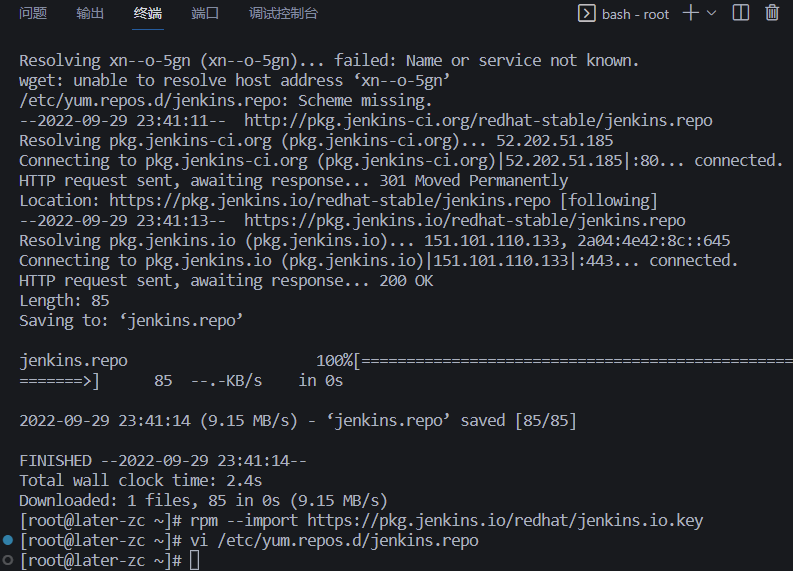 问题 输出 终端 端口 调试控制台 bash - root
Resolving xn--o-5gn (xn--o-5gn)... failed: Name or service not known.
wget: unable to resolve host address ‘xn--o-5gn’
/etc/yum.repos.d/jenkins.repo: Scheme missing.
--2022-09-29 23:41:11--  http://pkg.jenkins-ci.org/redhat-stable/jenkins.repo
Resolving pkg.jenkins-ci.org (pkg.jenkins-ci.org)... 52.202.51.185
Connecting to pkg.jenkins-ci.org (pkg.jenkins-ci.org)|52.202.51.185|:80... connected.
HTTP request sent, awaiting response... 301 Moved Permanently
Location: https://pkg.jenkins.io/redhat-stable/jenkins.repo [following]
--2022-09-29 23:41:13--  https://pkg.jenkins.io/redhat-stable/jenkins.repo
Resolving pkg.jenkins.io (pkg.jenkins.io)... 151.101.110.133, 2a04:4e42:8c::645
Connecting to pkg.jenkins.io (pkg.jenkins.io)|151.101.110.133|:443... connected.
HTTP request sent, awaiting response... 200 OK
Length: 85
Saving to: ‘jenkins.repo’
jenkins.repo                     100%[================================================
=======>]      85  --.-KB/s    in 0s
2022-09-29 23:41:14 (9.15 MB/s) - ‘jenkins.repo’ saved [85/85]
FINISHED --2022-09-29 23:41:14--
Total wall clock time: 2.4s
Downloaded: 1 files, 85 in 0s (9.15 MB/s)
[root@later-zc ~]# rpm --import https://pkg.jenkins.io/redhat/jenkins.io.key
[root@later-zc ~]# vi /etc/yum.repos.d/jenkins.repo
[root@later-zc ~]#